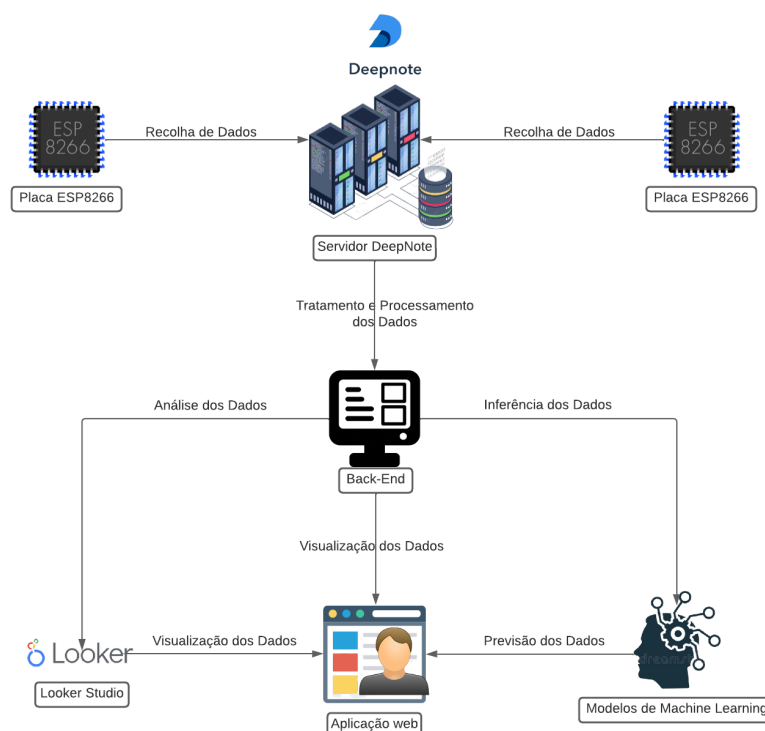 Deepnote
ESP
8266
Recolha de Dados
Recolha de Dados
ESP
8266
Placa ESP8266
Placa ESP8266
Servidor DeepNote
Tratamento e Processamento
dos Dados
Análise dos Dados
Inferência dos Dados
Back-End
Visualização dos Dados
Looker
Visualização dos Dados
Previsão dos Dados
dreams
Looker Studio
Aplicação web
Modelos de Machine Learning